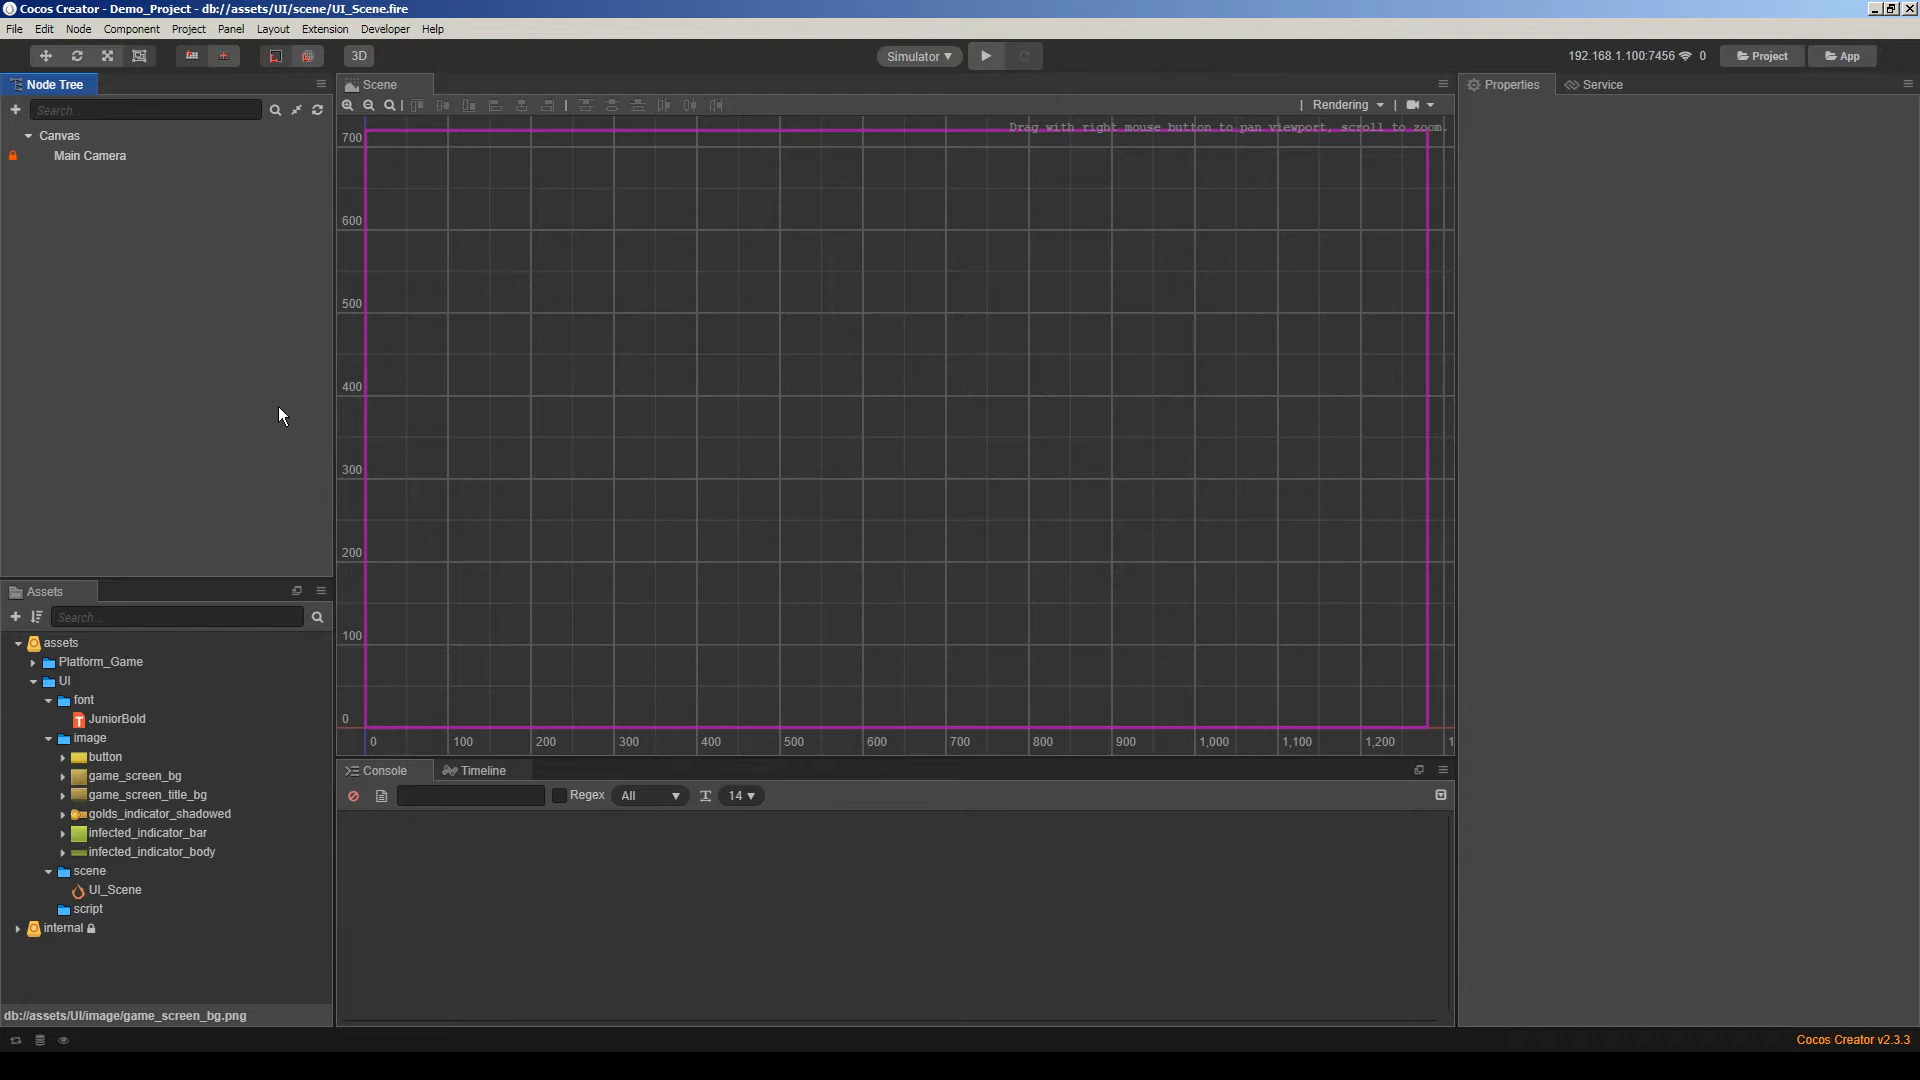 Cocos Creator - Demo_Project - db://assets/UI/scene/UI_Scene.fire
File Edit Node Component Project Panel Layout Extension Developer Help
3D
Simulator
192.168.1.100:7456 0
Project
App
Node Tree
Search...
Canvas
Main Camera
Scene
Rendering
Drag with right mouse button to pan viewport, scroll to zoom.
700
600
500
400
300
200
100
0
0 100 200 300 400 500 600 700 800 900 1,000 1,100 1,200 1
Properties
Service
Assets
Search...
assets
Platform_Game
UI
font
JuniorBold
image
button
game_screen_bg
game_screen_title_bg
golds_indicator_shadowed
infected_indicator_bar
infected_indicator_body
scene
UI_Scene
script
internal
db://assets/UI/image/game_screen_bg.png
Console
Timeline
Regex
All
14
Cocos Creator v2.3.3